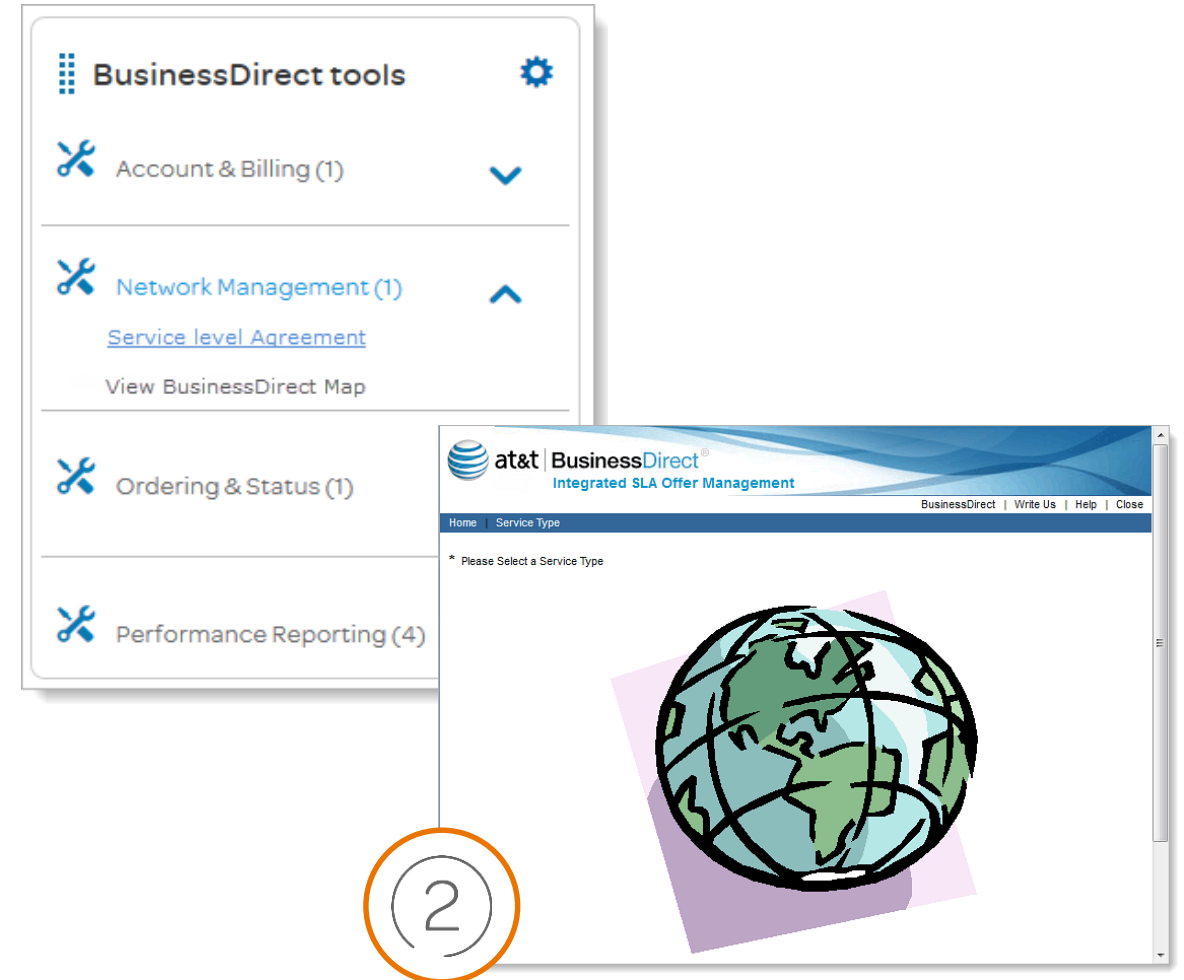 BusinessDirect tools
Account & Billing (1)
Network Management (1)
Service level Agreement
View BusinessDirect Map
Ordering & Status (1)
Performance Reporting (4)
at&t | BusinessDirect®
Integrated SLA Offer Management
BusinessDirect | Write Us | Help | Close
Home | Service Type
* Please Select a Service Type
2